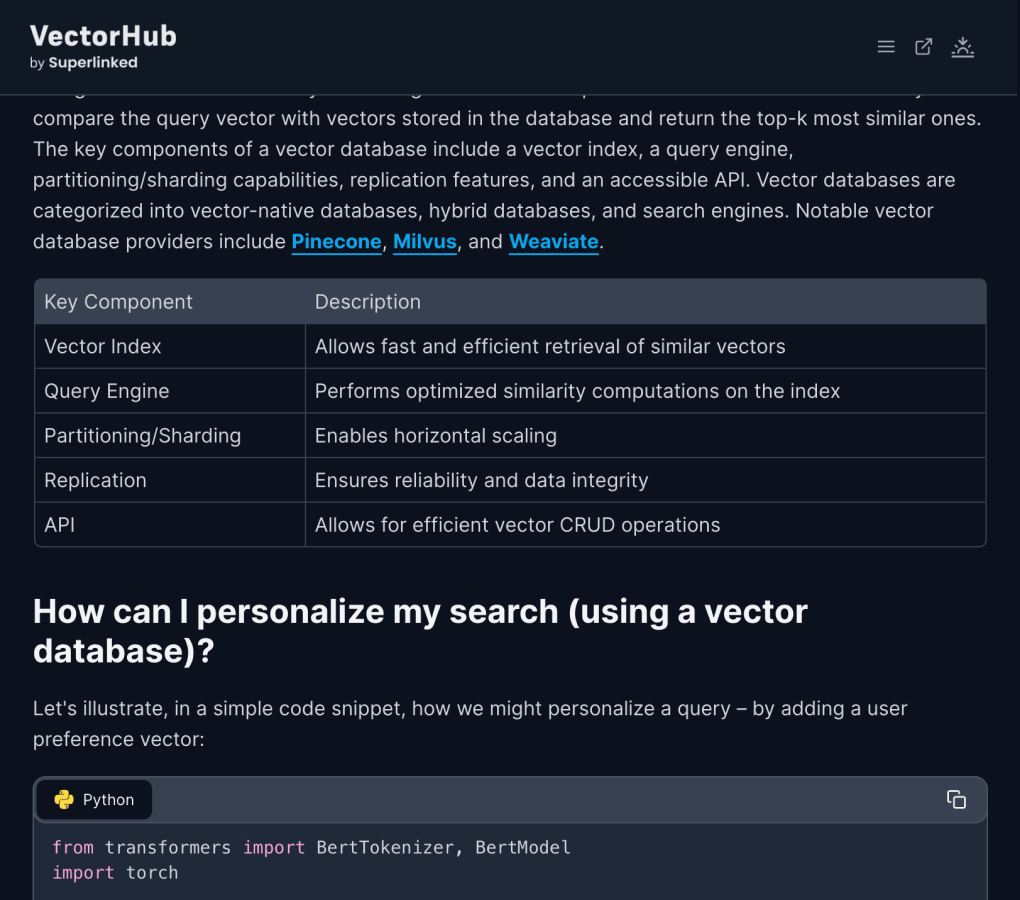 VectorHub
by Superlinked
compare the query vector with vectors stored in the database and return the top-k most similar ones.
The key components of a vector database include a vector index, a query engine,
partitioning/sharding capabilities, replication features, and an accessible API. Vector databases are
categorized into vector-native databases, hybrid databases, and search engines. Notable vector
database providers include Pinecone, Milvus, and Weaviate.
Key Component Description
Vector Index Allows fast and efficient retrieval of similar vectors
Query Engine Performs optimized similarity computations on the index
Partitioning/Sharding Enables horizontal scaling
Replication Ensures reliability and data integrity
API Allows for efficient vector CRUD operations
How can I personalize my search (using a vector
database)?
Let's illustrate, in a simple code snippet, how we might personalize a query – by adding a user
preference vector:
Python
from transformers import BertTokenizer, BertModel
import torch